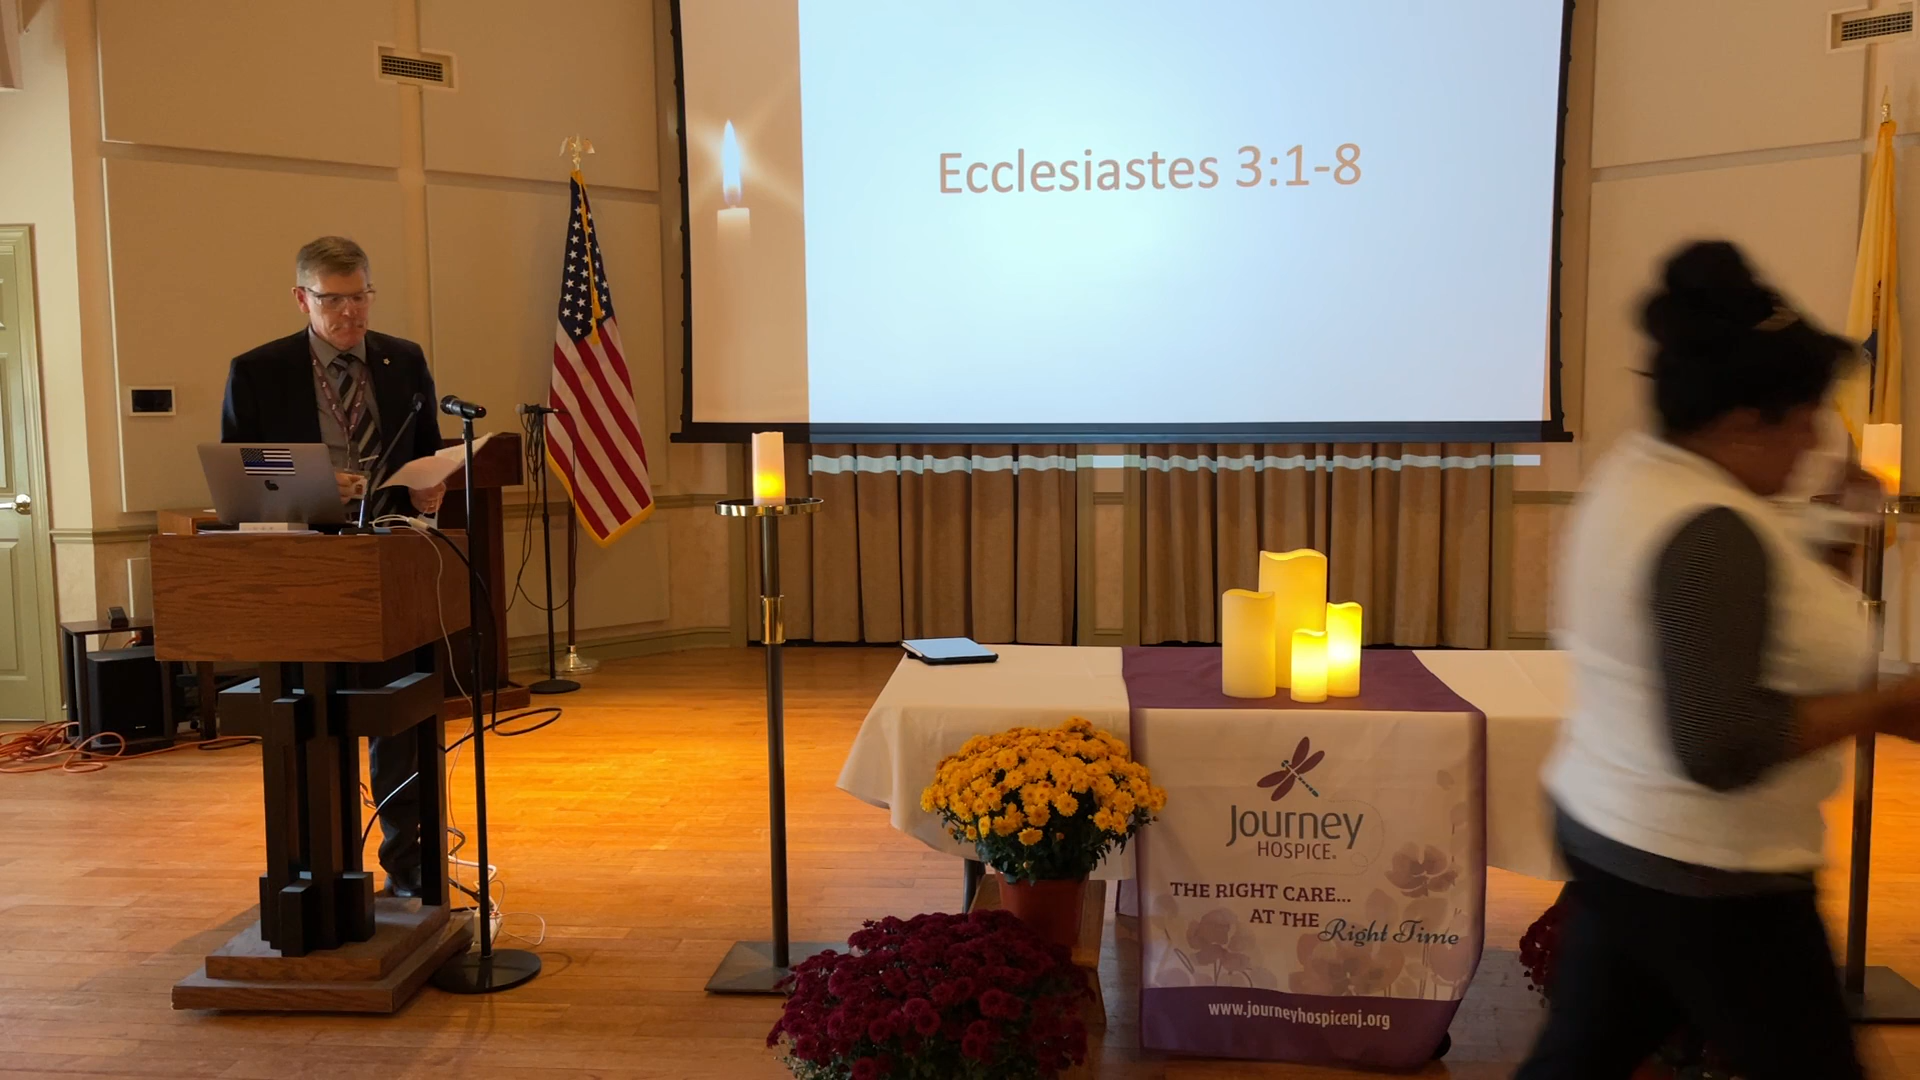 Ecclesiastes 3:1-8
Journey
HOSPICE®
THE RIGHT CARE...
AT THE Right Time
www.journeyhospicenj.org